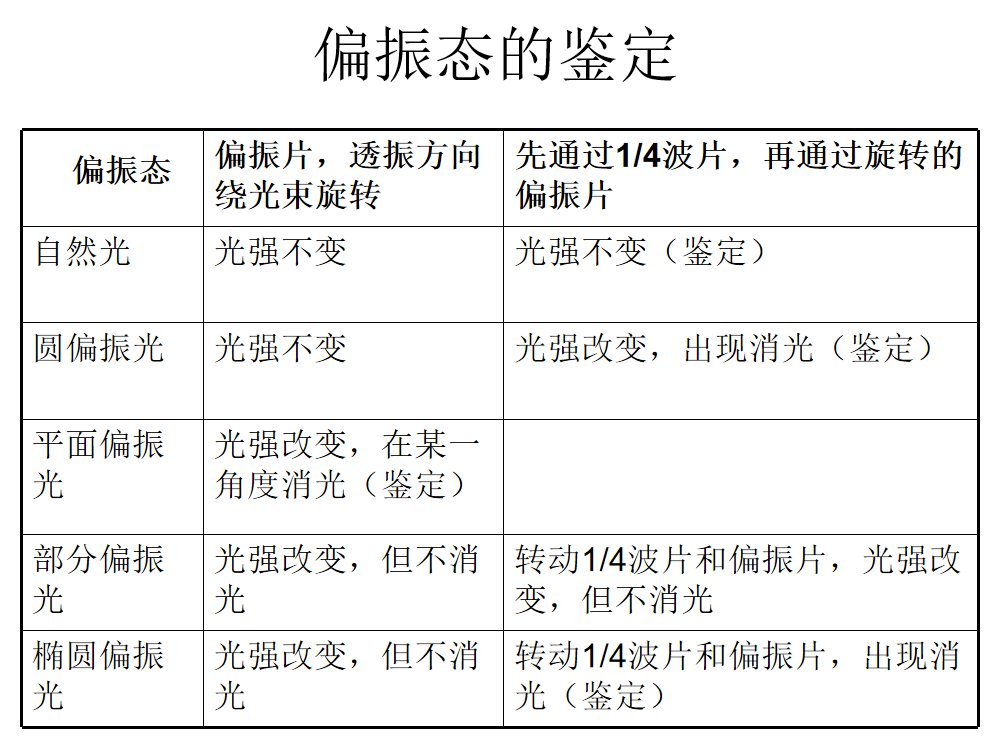 偏振态的鉴定
偏振态
偏振片，透振方向
绕光束旋转
先通过1/4波片，再通过旋转的
偏振片
自然光
光强不变
光强不变（鉴定）
圆偏振光
光强不变
光强改变，出现消光（鉴定）
平面偏振
光
光强改变，在某一
角度消光（鉴定）
部分偏振
光
光强改变，但不消
光
转动1/4波片和偏振片，光强改
变，但不消光
椭圆偏振
光
光强改变，但不消
光
转动1/4波片和偏振片，出现消
光（鉴定）